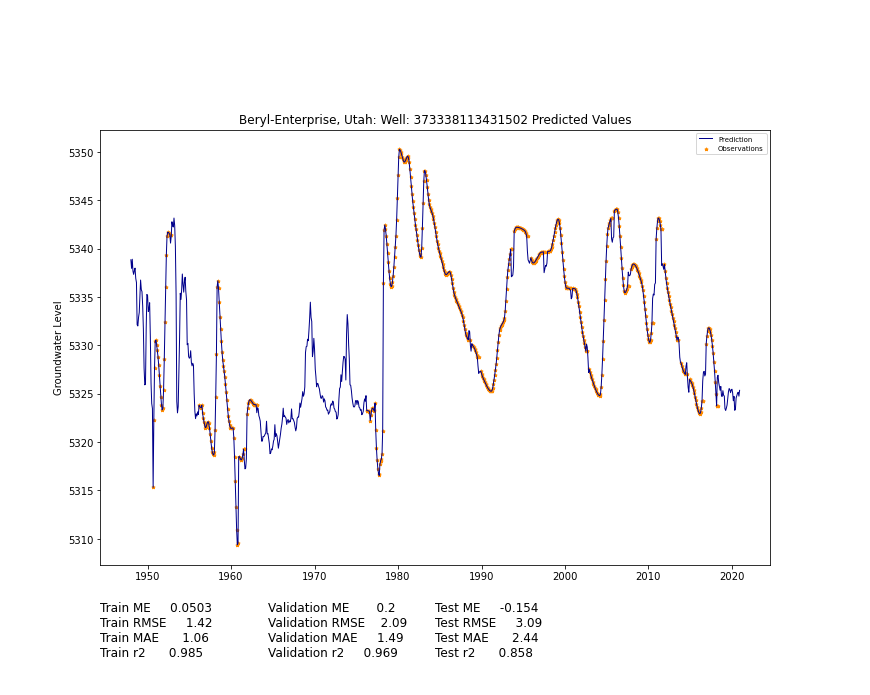 Beryl-Enterprise, Utah: Well: 373338113431502 Predicted Values
Prediction
Observations
Groundwater Level
5350
5345
5340
5335
5330
5325
5320
5315
5310
1950 1960 1970 1980 1990 2000 2010 2020
Train ME 0.0503 Validation ME 0.2 Test ME -0.154
Train RMSE 1.42 Validation RMSE 2.09 Test RMSE 3.09
Train MAE 1.06 Validation MAE 1.49 Test MAE 2.44
Train r2 0.985 Validation r2 0.969 Test r2 0.858